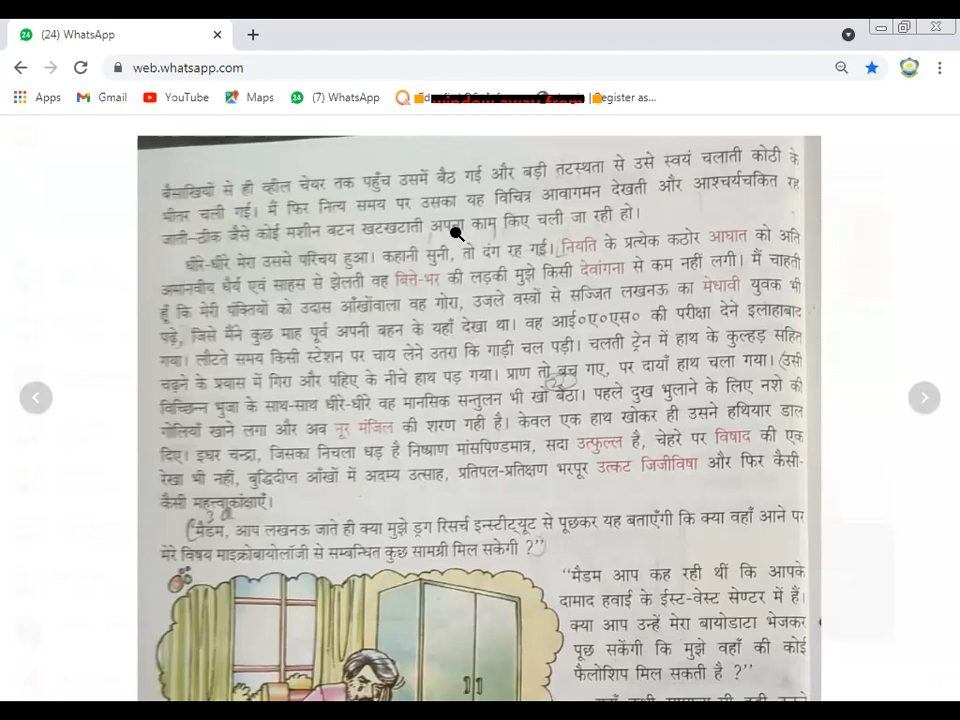 (24) WhatsApp
web.whatsapp.com
Apps Gmail YouTube Maps (7) WhatsApp window away from Register as...
बैसाखियों से ही व्हील चेयर तक पहुँच उसमें बैठ गई और बड़ी तटस्थता से उसे स्वयं चलाती कोठी के
भीतर चली गई। मैं फिर नित्य समय पर उसका यह विचित्र आवागमन देखती और आश्चर्यचकित रह
जाती-ठीक जैसे कोई मशीन बटन खटखटाती अपना काम किए चली जा रही हो।
धीरे-धीरे मेरा उससे परिचय हुआ। कहानी सुनी, तो दंग रह गई। नियति के प्रत्येक कठोर आघात को अति
अमानवीय धैर्य एवं साहस से झेलती वह बित्ते-भर की लड़की मुझे किसी देवांगना से कम नहीं लगी। मैं चाहती
हूँ कि मेरी पंक्तियों को उदास आँखोंवाला वह गोरा, उजले वस्त्रों से सज्जित लखनऊ का मेधावी युवक भी
पढ़े, जिसे मैंने कुछ माह पूर्व अपनी बहन के यहाँ देखा था। वह आई०ए०एस० की परीक्षा देने इलाहाबाद
गया। लौटते समय किसी स्टेशन पर चाय लेने उतरा कि गाड़ी चल पड़ी। चलती ट्रेन में हाथ के कुल्हड़ सहित
चढ़ने के प्रयास में गिरा और पहिए के नीचे हाथ पड़ गया। प्राण तो बच गए, पर दायाँ हाथ चला गया। (उसी
विच्छिन्न भुजा के साथ-साथ धीरे-धीरे वह मानसिक सन्तुलन भी खो बैठा। पहले दुख भुलाने के लिए नशे की
गोलियाँ खाने लगा और अब नूर मंजिल की शरण गही है। केवल एक हाथ खोकर ही उसने हथियार डाल
दिए। इधर चन्द्रा, जिसका निचला धड़ है निष्प्राण मांसपिण्डमात्र, सदा उत्फुल्ल है, चेहरे पर विषाद की एक
रेखा भी नहीं, बुद्धिदीप्त आँखों में अदम्य उत्साह, प्रतिपल-प्रतिक्षण भरपूर उत्कट जिजीविषा और फिर कैसी-
कैसी महत्त्वाकांक्षाएँ।
(“मैडम, आप लखनऊ जाते ही क्या मुझे ड्रग रिसर्च इन्स्टीट्यूट से पूछकर यह बताएँगी कि क्या वहाँ आने पर
मेरे विषय माइक्रोबायोलॉजी से सम्बन्धित कुछ सामग्री मिल सकेगी ?”)
“मैडम आप कह रही थीं कि आपके
दामाद हवाई के ईस्ट-वेस्ट सेण्टर में हैं।
क्या आप उन्हें मेरा बायोडाटा भेजकर
पूछ सकेंगी कि मुझे वहाँ की कोई
फैलोशिप मिल सकती है ?”